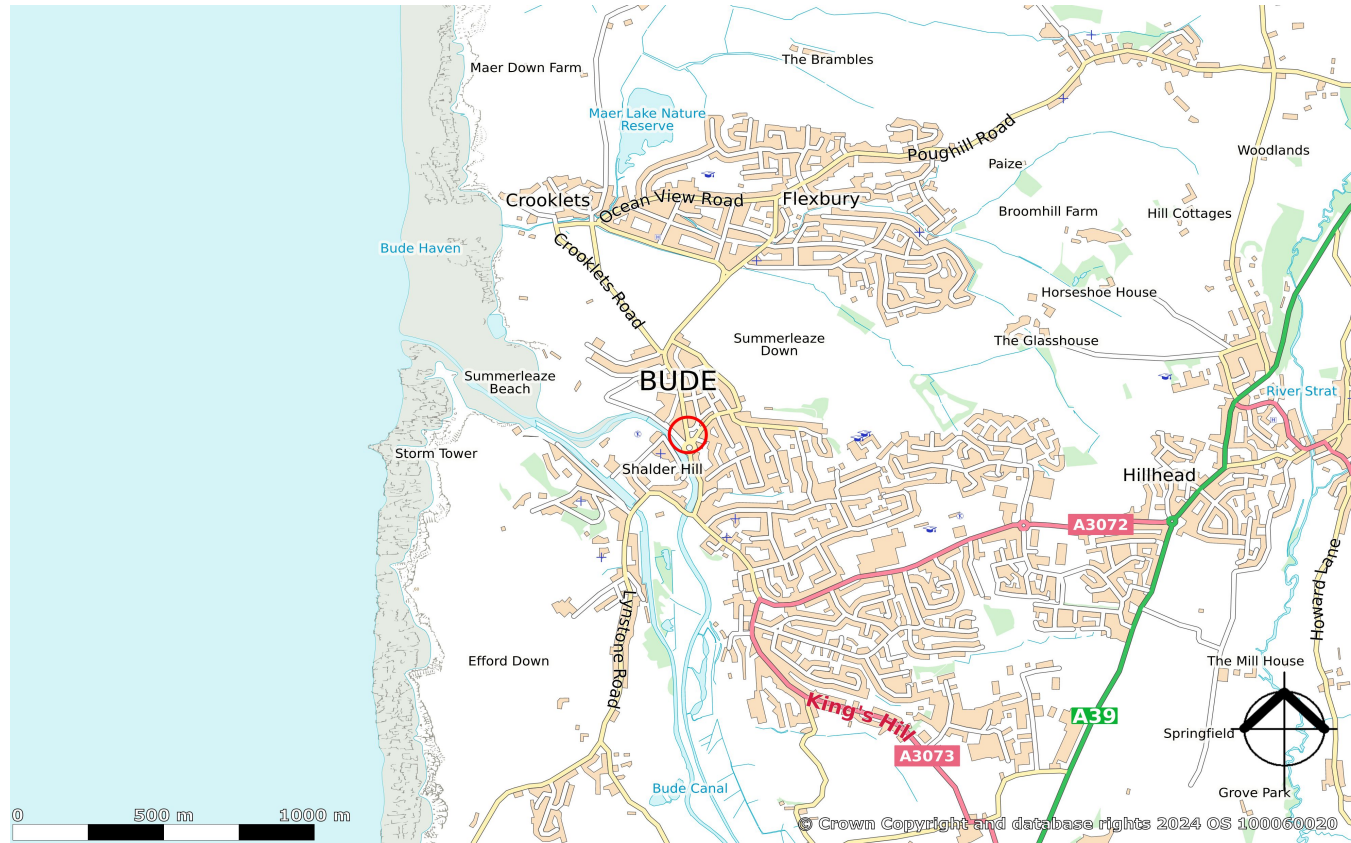 Maer Down Farm
The Brambles
Maer Lake Nature
Reserve
Poughill Road
Woodlands
Paize
Crooklets
Ocean View Road
Flexbury
Broomhill Farm
Hill Cottages
Bude Haven
Crooklets Road
Horseshoe House
Summerleaze
Down
The Glasshouse
Summerleaze
Beach
BUDE
River Strat
Storm Tower
Shalder Hill
Hillhead
A3072
Howard Lane
Lynstone Road
Efford Down
The Mill House
King's Hill
A39
Springfield
A3073
Bude Canal
Grove Park
0 500 m 1000 m
© Crown Copyright and database rights 2024 OS 100060020